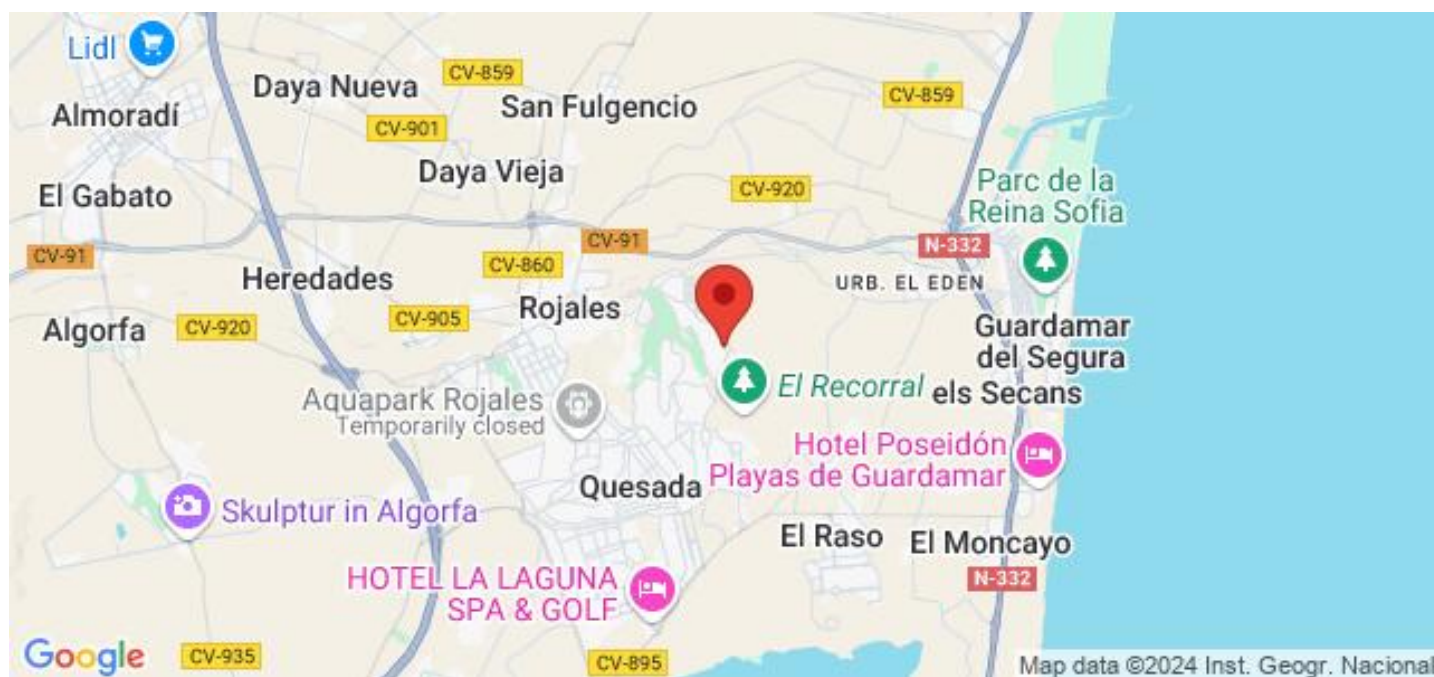 Lidl
Almoradí
Daya Nueva
CV-859
San Fulgencio
CV-859
CV-901
Daya Vieja
El Gabato
CV-920
Parc de la
Reina Sofia
CV-91
CV-91
N-332
Heredades
CV-860
URB. EL EDEN
Rojales
Algorfa
CV-920
CV-905
Guardamar
del Segura
El Recorral
els Secans
Aquapark Rojales
Temporarily closed
Hotel Poseidón
Playas de Guardamar
Quesada
Skulptur in Algorfa
El Raso
El Moncayo
HOTEL LA LAGUNA
SPA & GOLF
N-332
Google
CV-935
CV-895
Map data ©2024 Inst. Geogr. Nacional